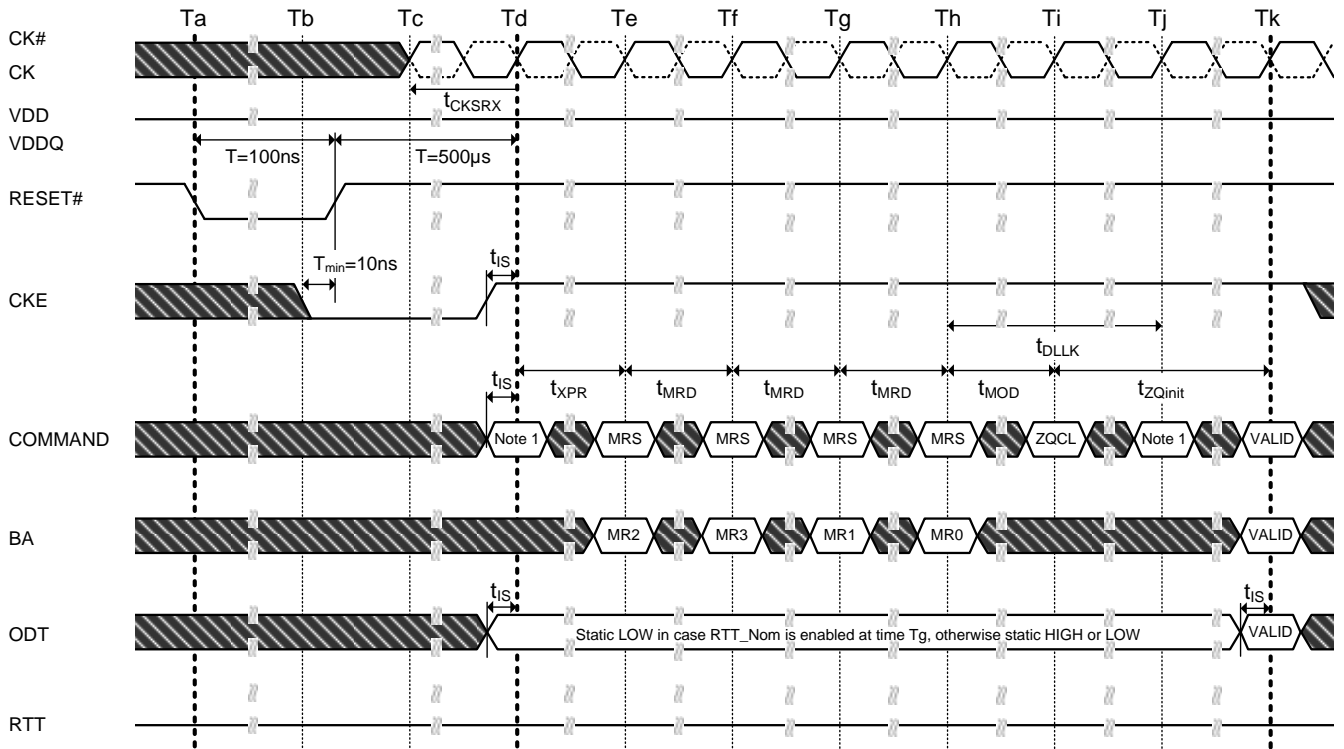 Ta Tb Tc Td Te Tf Tg Th Ti Tj Tk
CK#
CK
tCKSRX
VDD
VDDQ
T=100ns T=500µs
RESET#
Tmin=10ns tIS
CKE
tDLLK
tIS tXPR tMRD tMRD tMRD tMOD tZQinit
COMMAND Note 1 MRS MRS MRS MRS ZQCL Note 1 VALID
BA MR2 MR3 MR1 MR0 VALID
tIS tIS
ODT Static LOW in case RTT_Nom is enabled at time Tg, otherwise static HIGH or LOW VALID
RTT